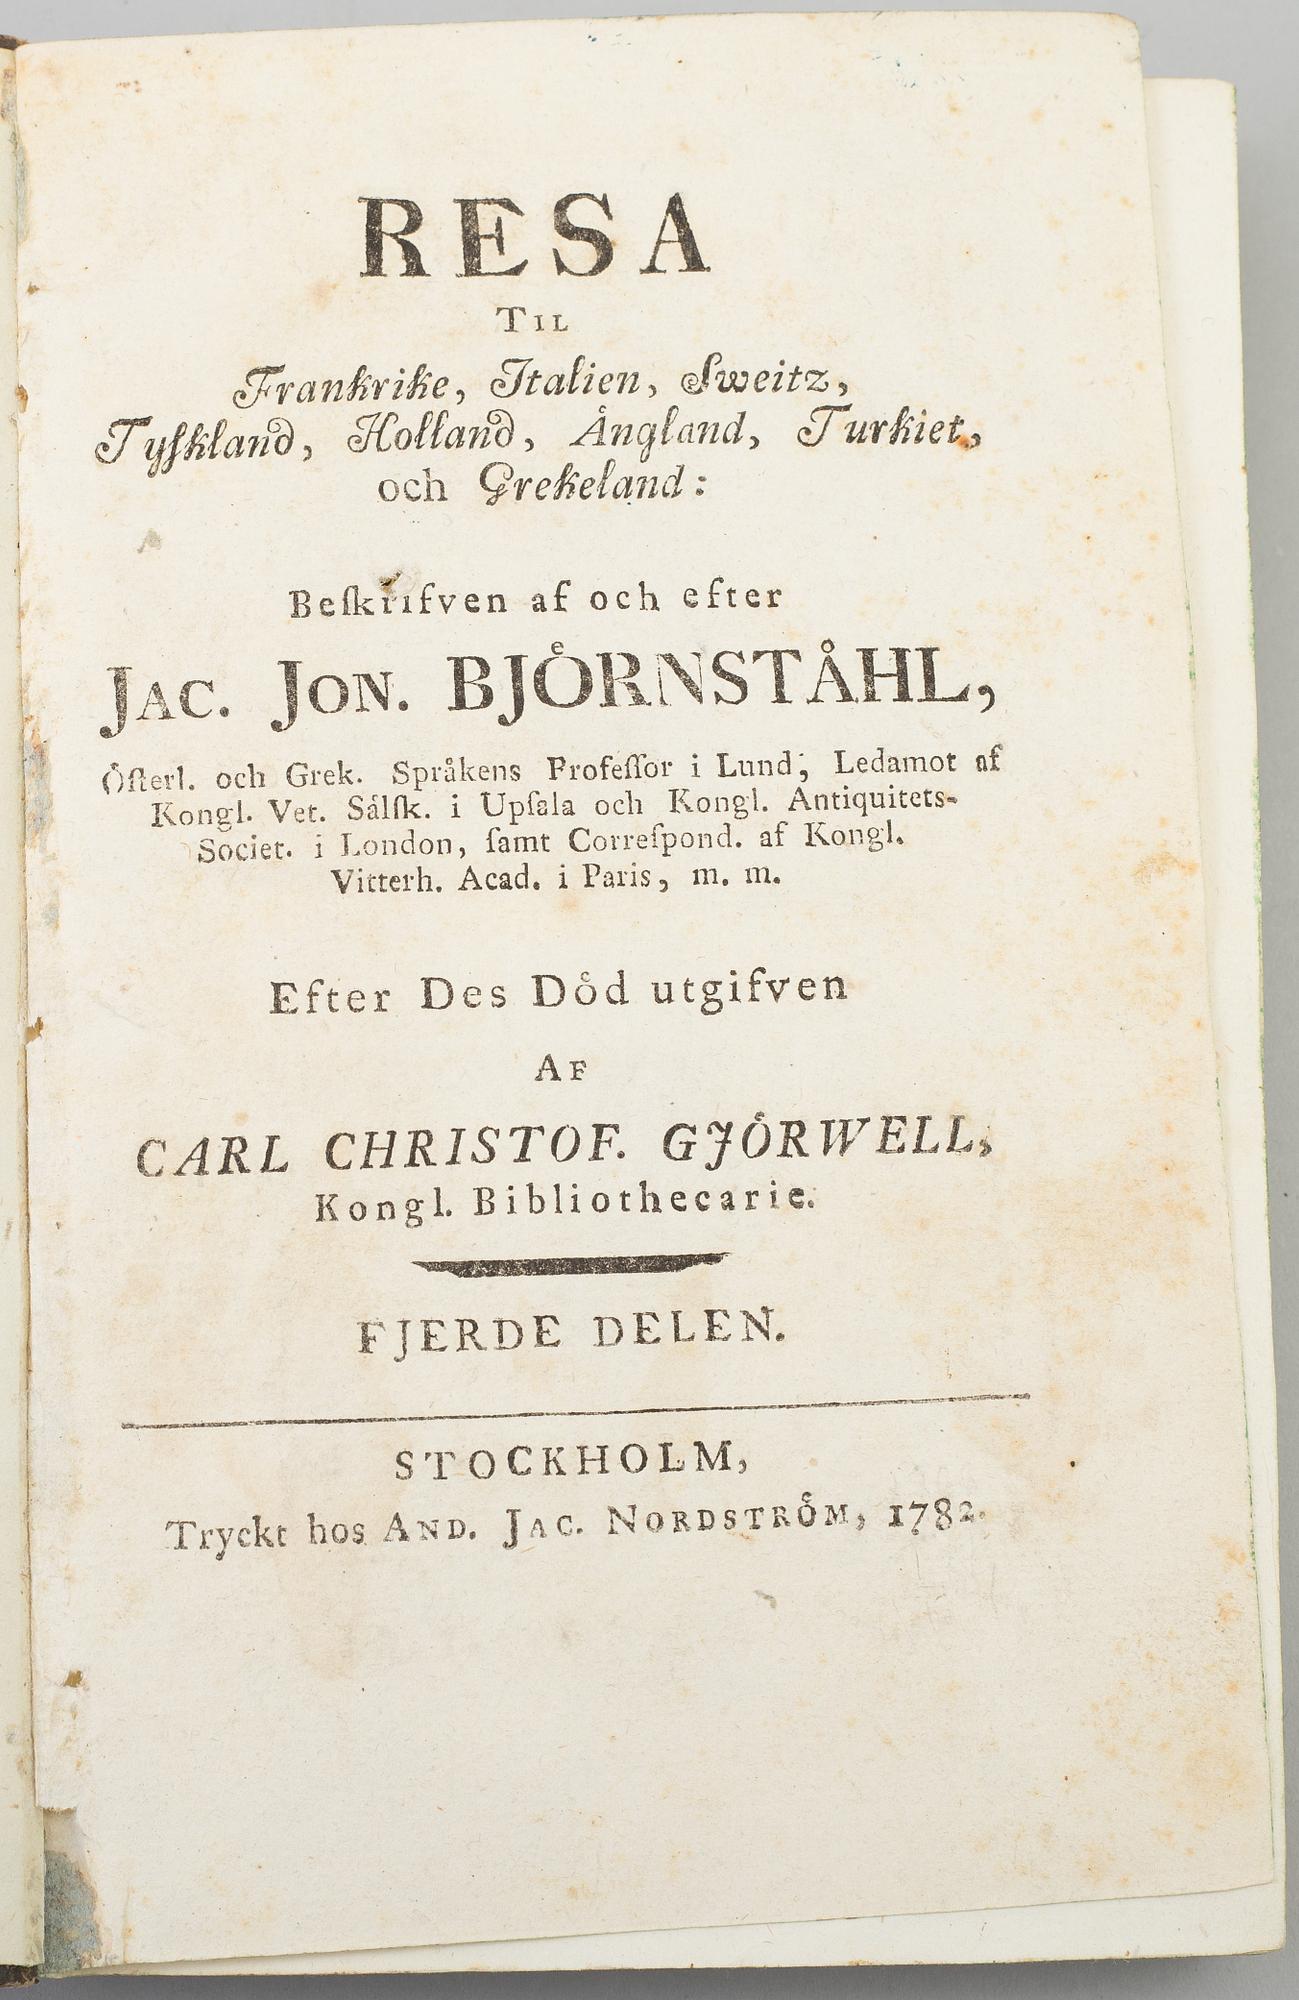 RESA
TIL
Frankrike, Italien, Sweitz,
Tyſkland, Holland, Ångland, Turkiet,
och Grekeland:
Beſkrifven af och efter
JAC. JON. BJÖRNSTÅHL,
Öſterl. och Grek. Språkens Profeſſor i Lund, Ledamot af
Kongl. Vet. Sålſk. i Upſala och Kongl. Antiquitets-
Societ. i London, ſamt Correſpond. af Kongl.
Vitterh. Acad. i Paris, m. m.
Efter Des Död utgifven
AF
CARL CHRISTOF. GJÖRWELL,
Kongl. Bibliothecarie.
FJERDE DELEN.
STOCKHOLM,
Tryckt hos AND. JAC. NORDSTRÖM, 1782.